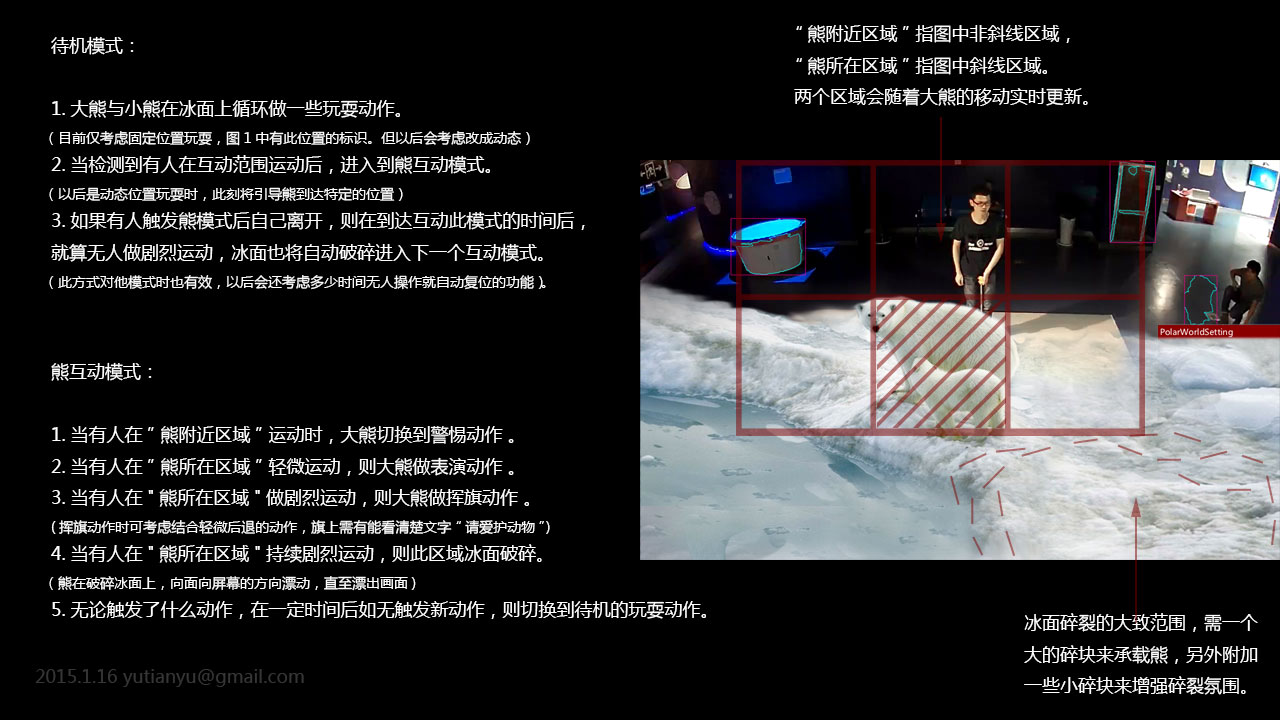 待机模式：
1. 大熊与小熊在冰面上循环做一些玩耍动作。
（ 目前仅考虑固定位置玩耍，图 1 中有此位置的标识。但以后会考虑改成动态 ）
2. 当检测到有人在互动范围运动后，进入到熊互动模式。
（ 以后是动态位置玩耍时，此刻将引导熊到达特定的位置 ）
3. 如果有人触发熊模式后自己离开，则在到达互动此模式的时间后，
就算无人做剧烈运动，冰面也将自动破碎进入下一个互动模式。
（ 此方式对他模式时也有效，以后会还考虑多少时间无人操作就自动复位的功能 ）。
熊互动模式：
1. 当有人在 " 熊附近区域 " 运动时，大熊切换到警惕动作 。
2. 当有人在 " 熊所在区域 " 轻微运动，则大熊做表演动作 。
3. 当有人在 " 熊所在区域 " 做剧烈运动，则大熊做挥旗动作 。
( 挥旗动作时可考虑结合轻微后退的动作，旗上需有能看清楚文字 “ 请爱护动物 ”)
4. 当有人在 " 熊所在区域 " 持续剧烈运动，则此区域冰面破碎。
（ 熊在破碎冰面上，向面向屏幕的方向漂动，直至漂出画面 ）
5. 无论触发了什么动作，在一定时间后如无触发新动作，则切换到待机的玩耍动作。
2015.1.16 yutianyu@gmail.com
“ 熊附近区域 ” 指图中非斜线区域，
“ 熊所在区域 ” 指图中斜线区域。
两个区域会随着大熊的移动实时更新。
PolarWorldSetting
冰面碎裂的大致范围，需一个
大的碎块来承载熊，另外附加
一些小碎块来增强碎裂氛围。